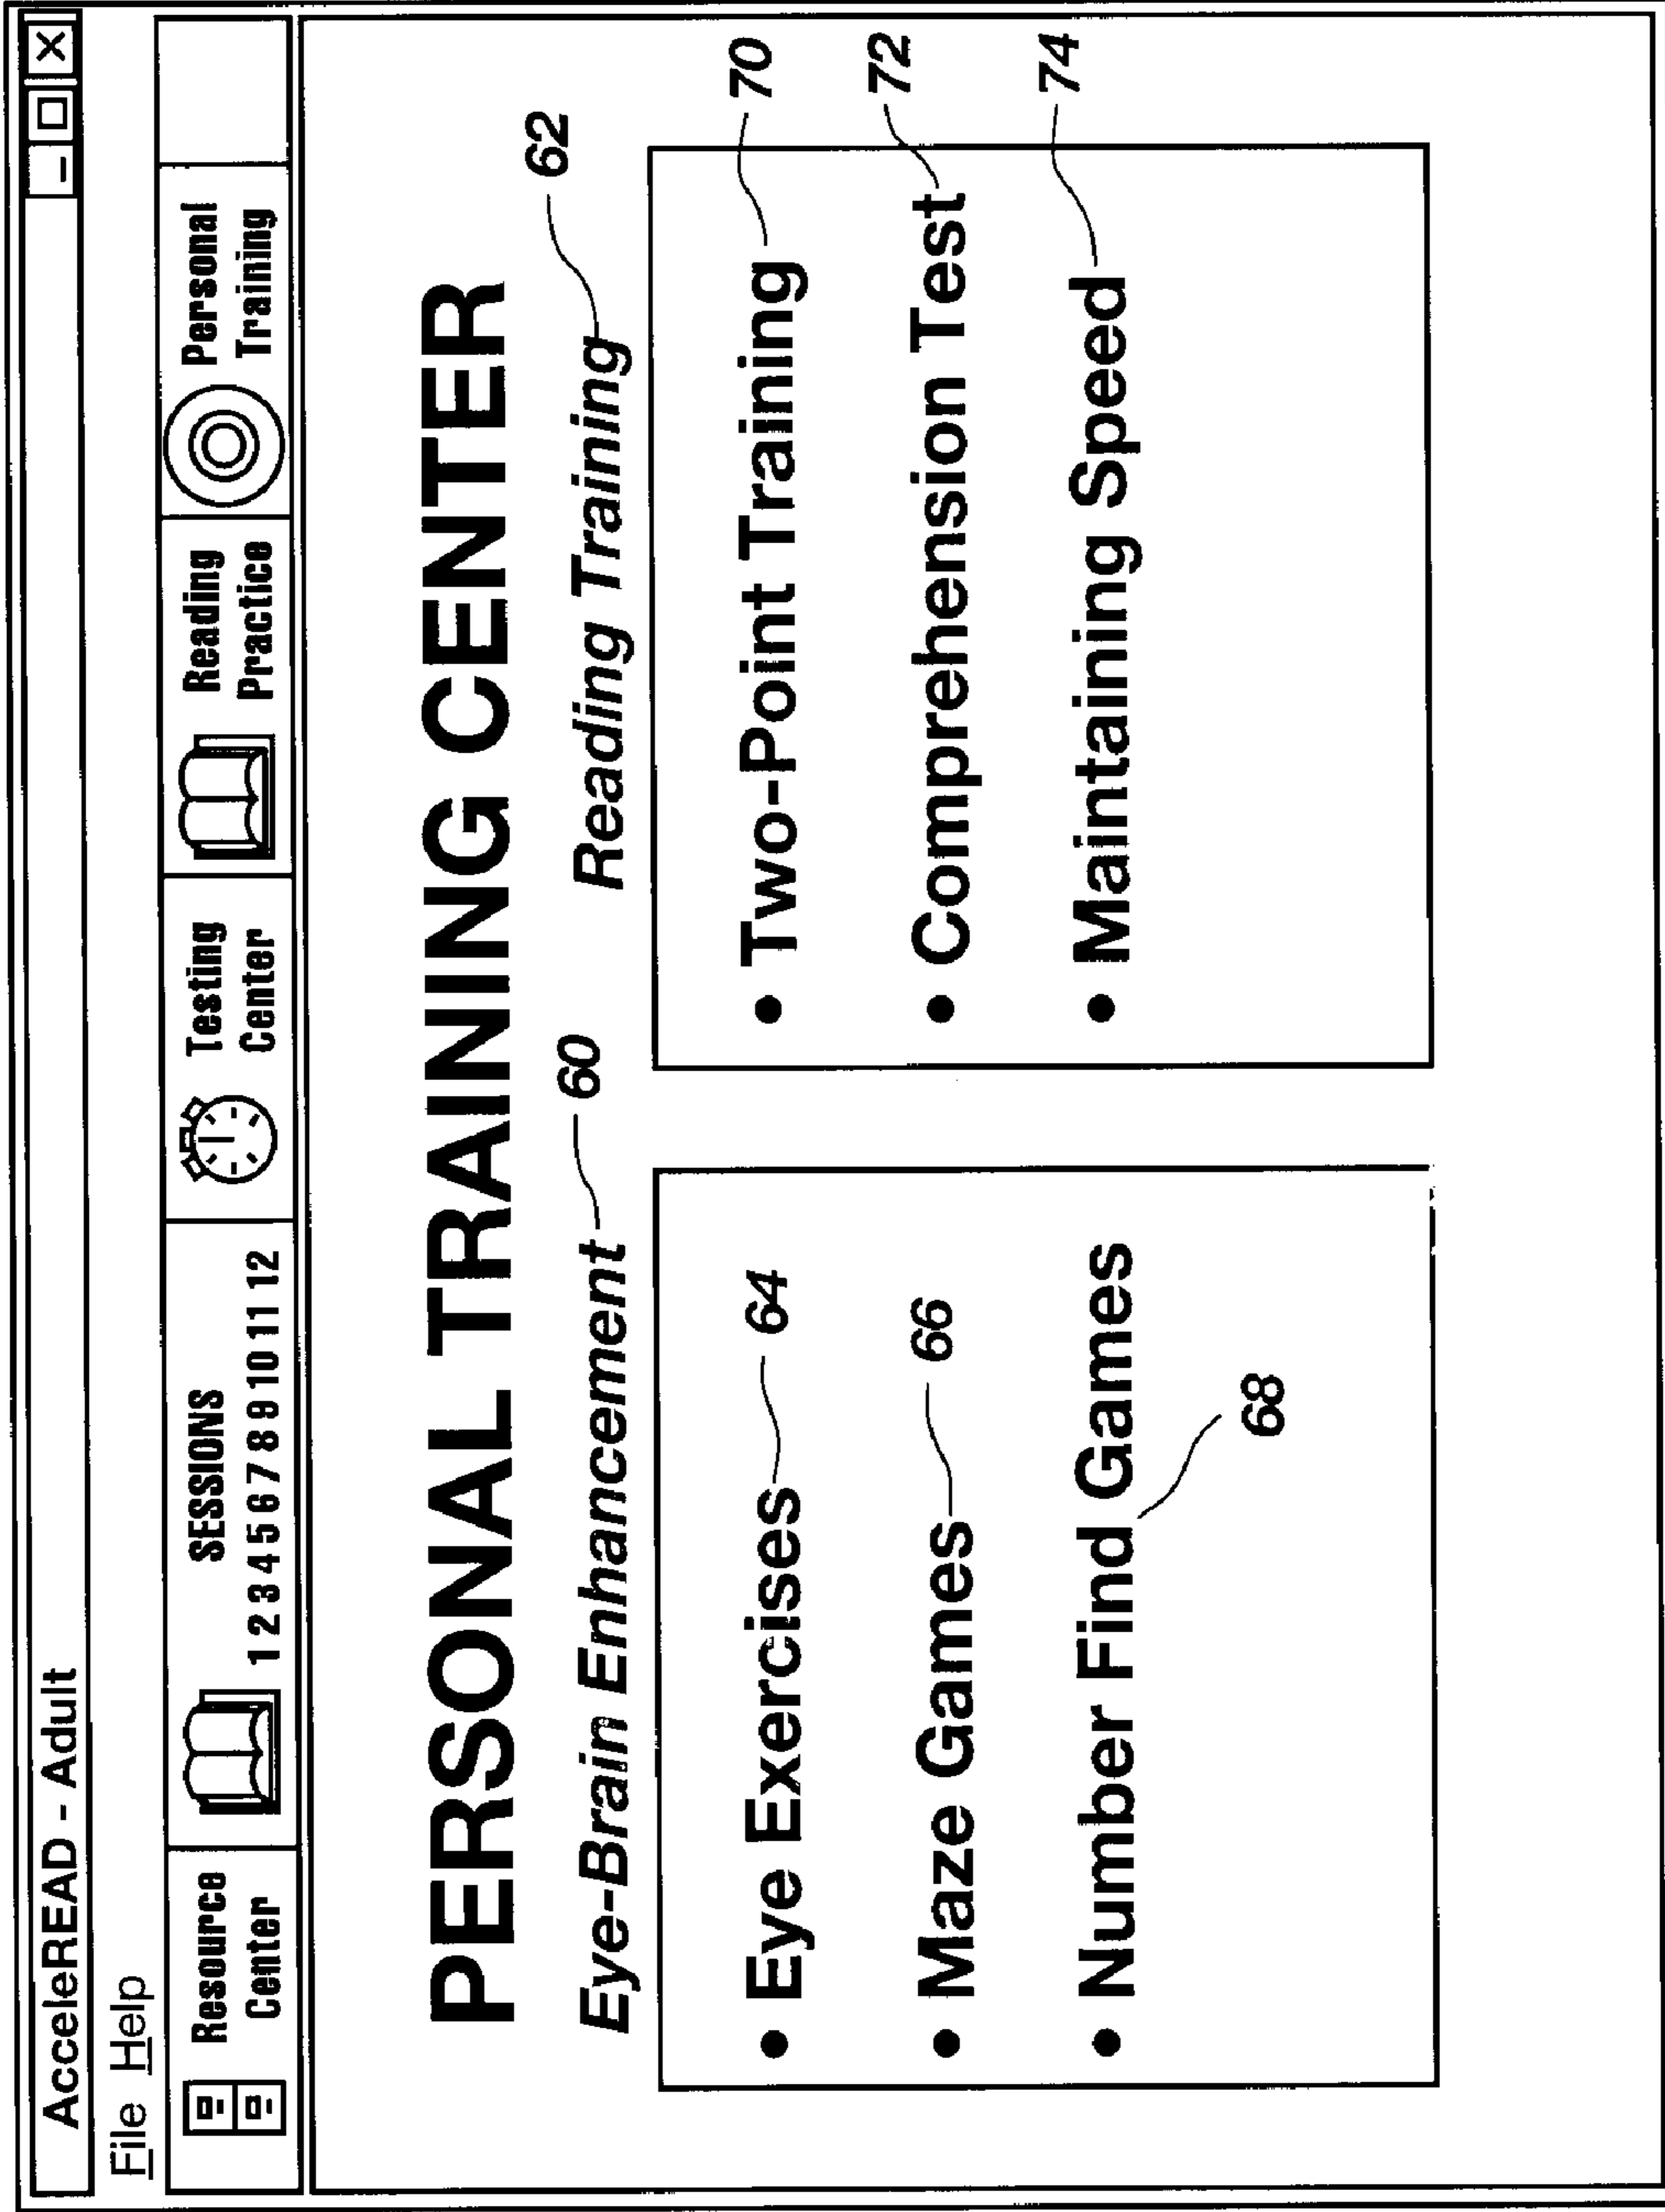 AcceleREAD - Adult
File Help
Resource Center
SESSIONS
1 2 3 4 5 6 7 8 9 10 11 12
Testing Center
Reading Practice
Personal Training
PERSONAL TRAINING CENTER
Eye-Brain Enhancement 60
• Eye Exercises 64
• Maze Games 66
• Number Find Games
68
Reading Training 62
• Two-Point Training 70
• Comprehension Test 72
• Maintaining Speed 74